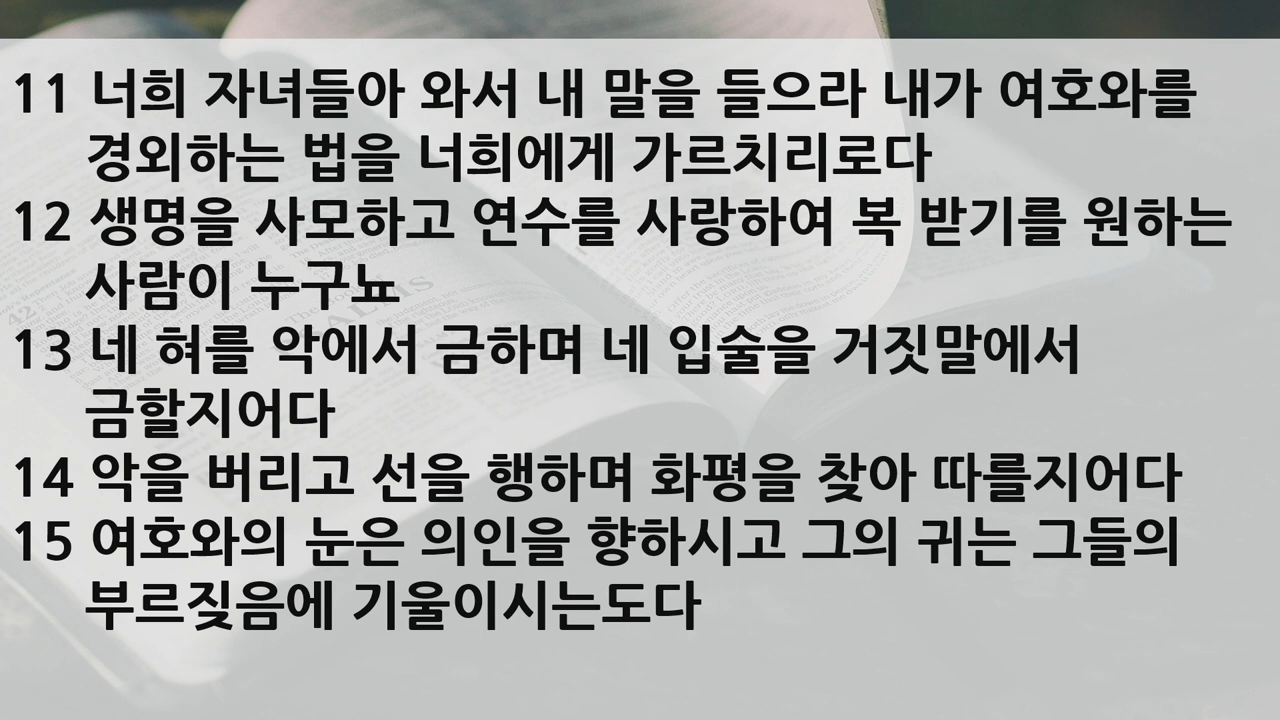 11 너희 자녀들아 와서 내 말을 들으라 내가 여호와를
경외하는 법을 너희에게 가르치리로다
12 생명을 사모하고 연수를 사랑하여 복 받기를 원하는
사람이 누구뇨
13 네 혀를 악에서 금하며 네 입술을 거짓말에서
금할지어다
14 악을 버리고 선을 행하며 화평을 찾아 따를지어다
15 여호와의 눈은 의인을 향하시고 그의 귀는 그들의
부르짖음에 기울이시는도다